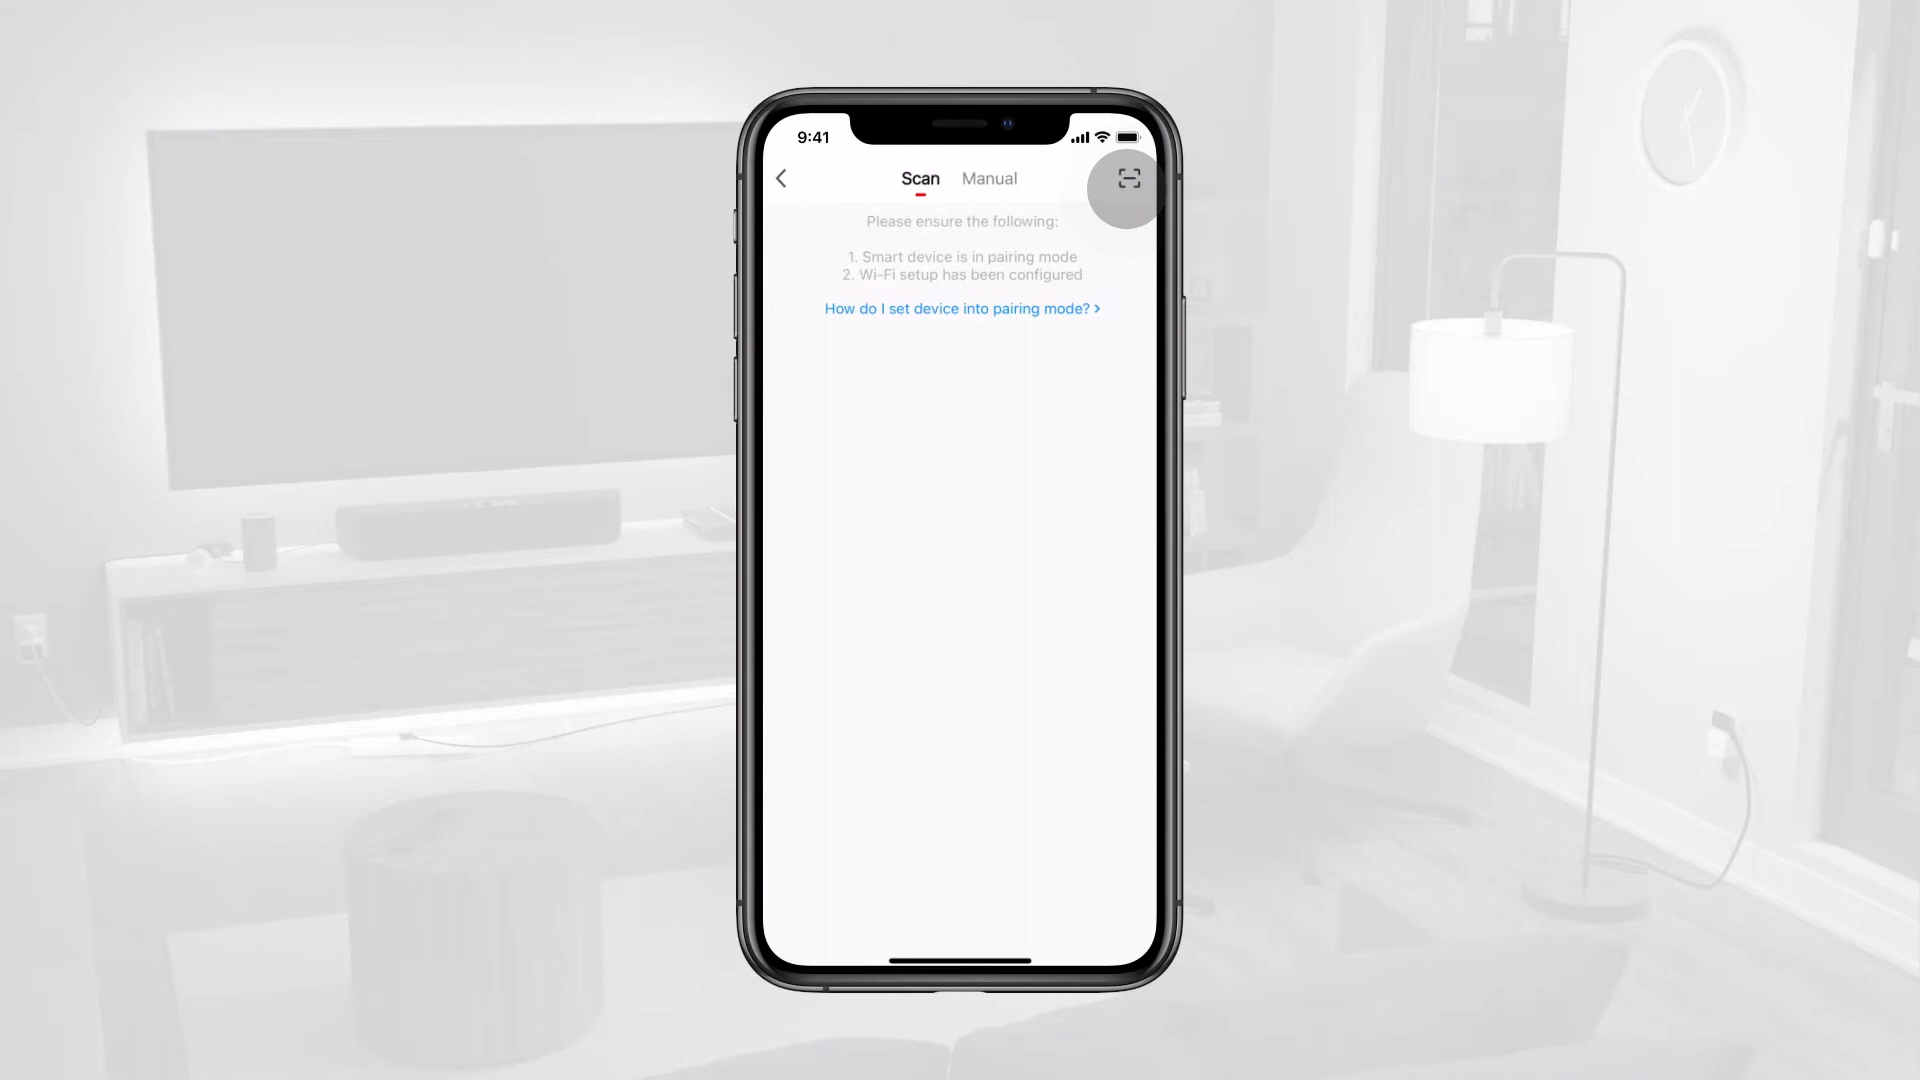 9:41
Scan Manual
Please ensure the following:
1. Smart device is in pairing mode
2. Wi-Fi setup has been configured
How do I set device into pairing mode? >